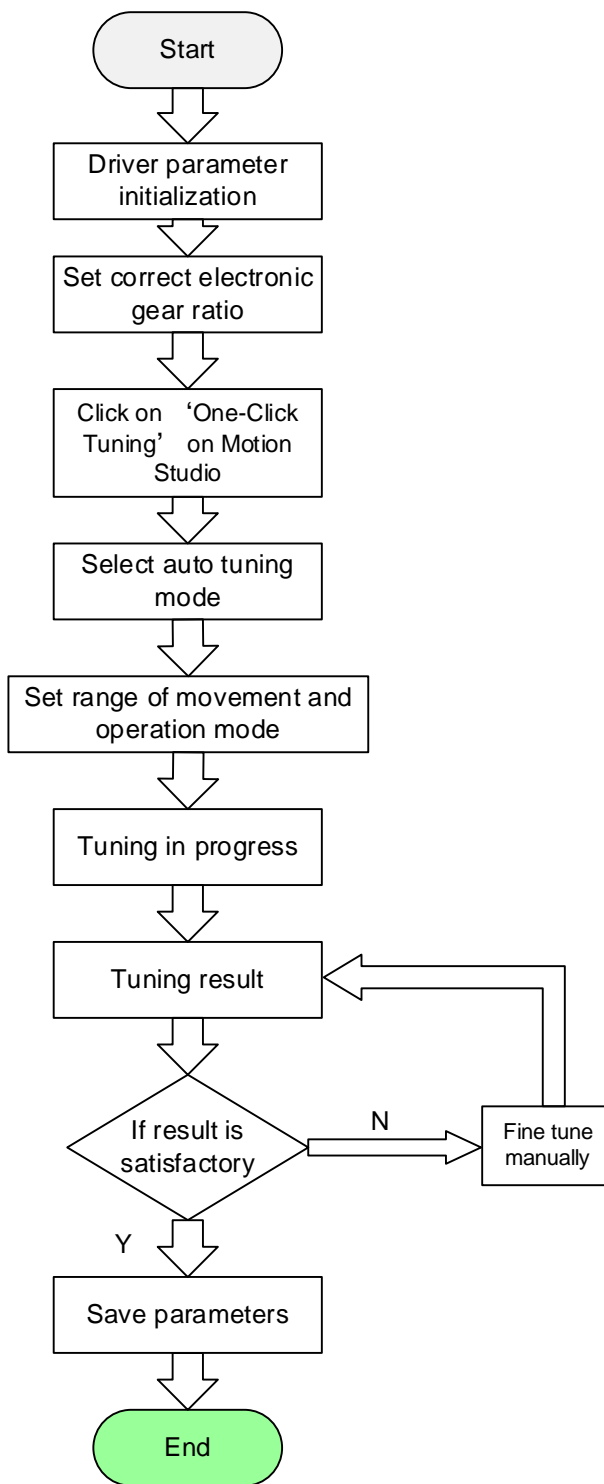 Start
Driver parameter
initialization
Set correct electronic
gear ratio
Click on ‘One-Click
Tuning’ on Motion
Studio
Select auto tuning
mode
Set range of movement and
operation mode
Tuning in progress
Tuning result
If result is
satisfactory
N
Fine tune
manually
Y
Save parameters
End